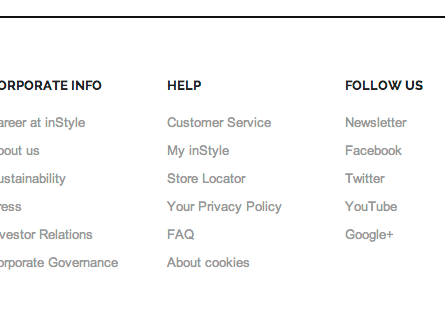 ORPORATE INFO
areer at inStyle
bout us
ustainability
ress
vestor Relations
orporate Governance
HELP
Customer Service
My inStyle
Store Locator
Your Privacy Policy
FAQ
About cookies
FOLLOW US
Newsletter
Facebook
Twitter
YouTube
Google+